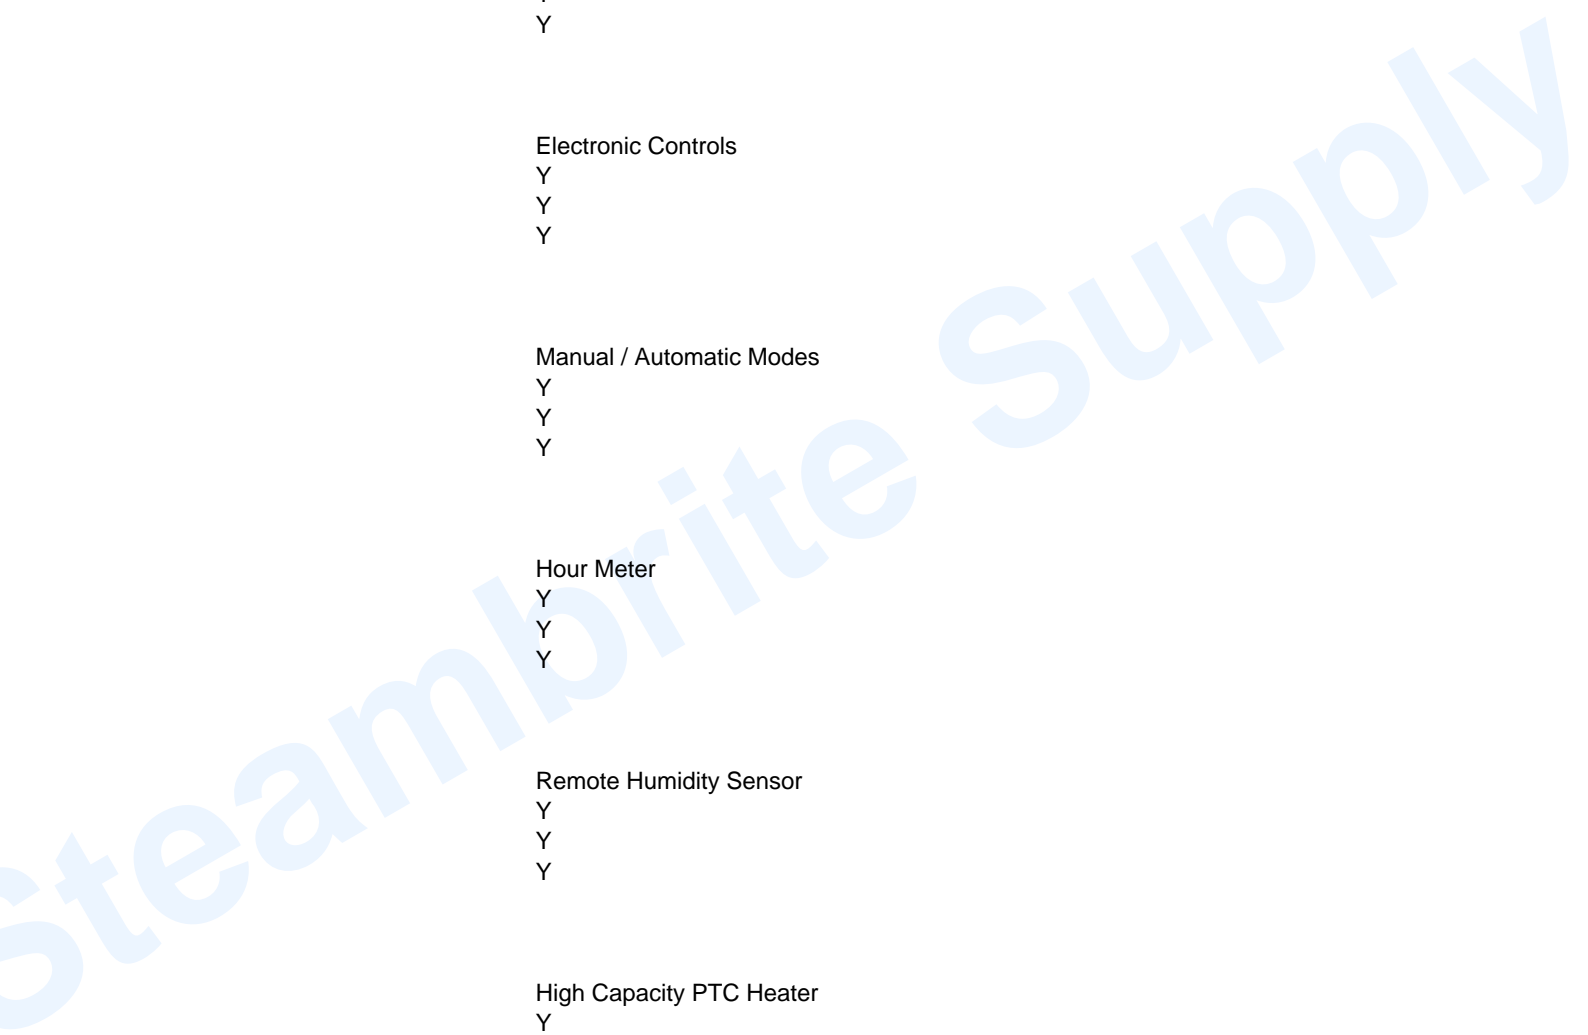 Y
Electronic Controls
Y
Y
Y
Manual / Automatic Modes
Y
Y
Y
Hour Meter
Y
Y
Y
Remote Humidity Sensor
Y
Y
Y
High Capacity PTC Heater
Y
Steambrite Supply